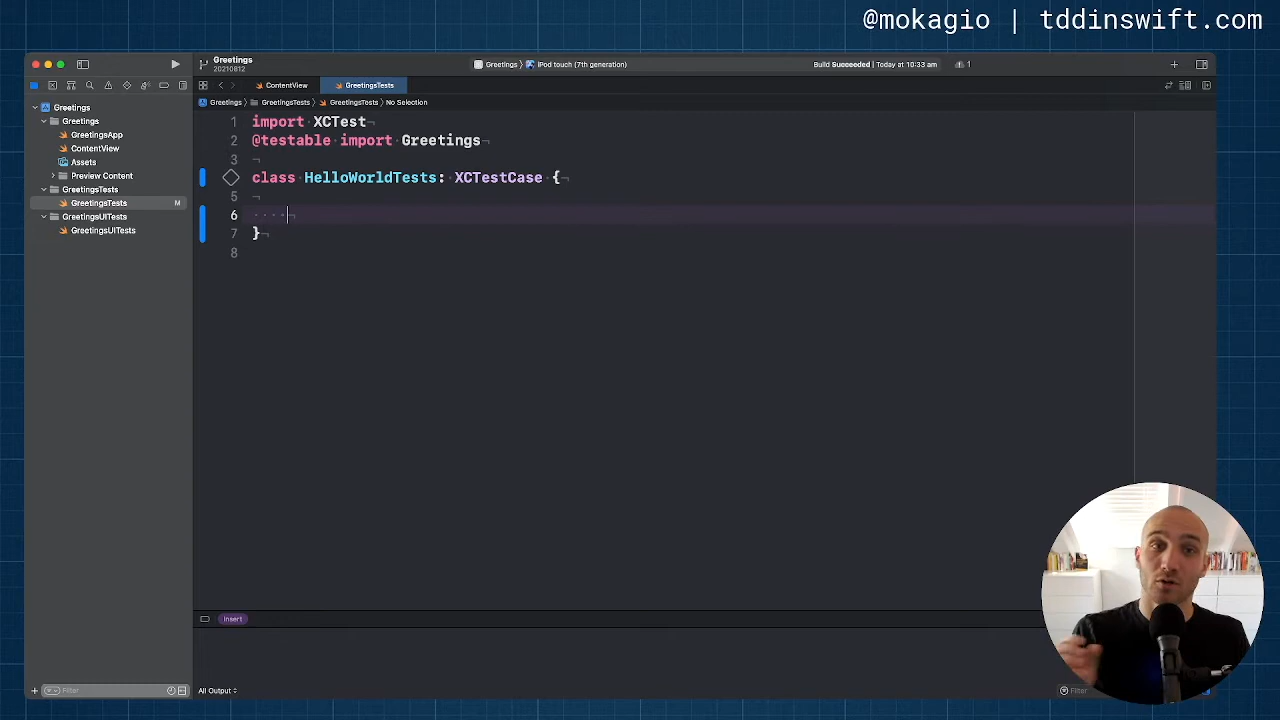 @mokagio | tddinswift.com
Greetings
20210812
Greetings > iPod touch (7th generation)
Build Succeeded | Today at 10:33 am
1
ContentView
GreetingsTests
Greetings > GreetingsTests > GreetingsTests > No Selection
Greetings
Greetings
GreetingsApp
ContentView
Assets
Preview Content
GreetingsTests
GreetingsTests M
GreetingsUITests
GreetingsUITests
1 import XCTest
2 @testable import Greetings
3
class HelloWorldTests: XCTestCase {
5
6
7 }
8
Insert
Filter
All Output
Filter